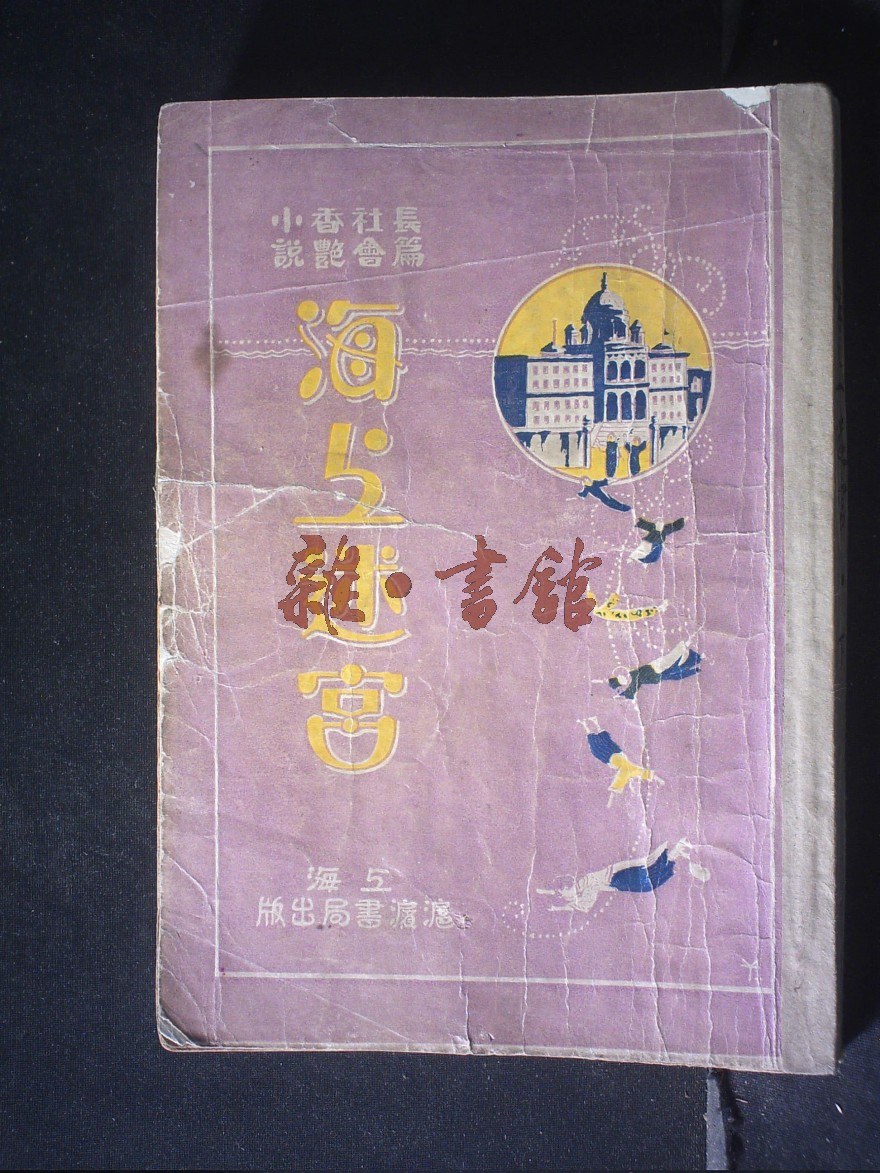 長篇社會香艷小說
海上迷宮
上海
滬濱書局出版
雜·書館